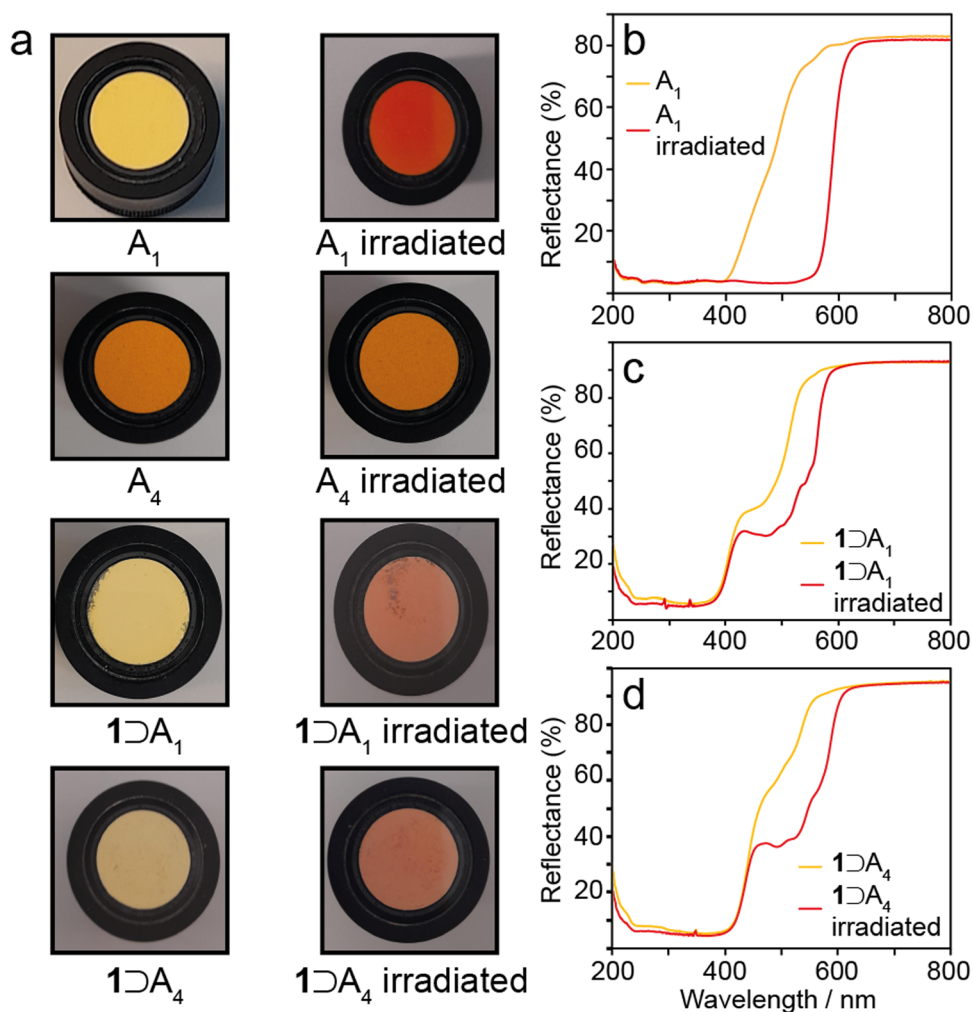 a
A₁
A₁ irradiated
A₄
A₄ irradiated
1⊃A₁
1⊃A₁ irradiated
1⊃A₄
1⊃A₄ irradiated
b
Reflectance (%)
80
60
40
20
A₁
A₁
irradiated
200 400 600 800
c
Reflectance (%)
80
60
40
20
1⊃A₁
1⊃A₁
irradiated
200 400 600 800
d
Reflectance (%)
80
60
40
20
1⊃A₄
1⊃A₄
irradiated
200 400 600 800
Wavelength / nm